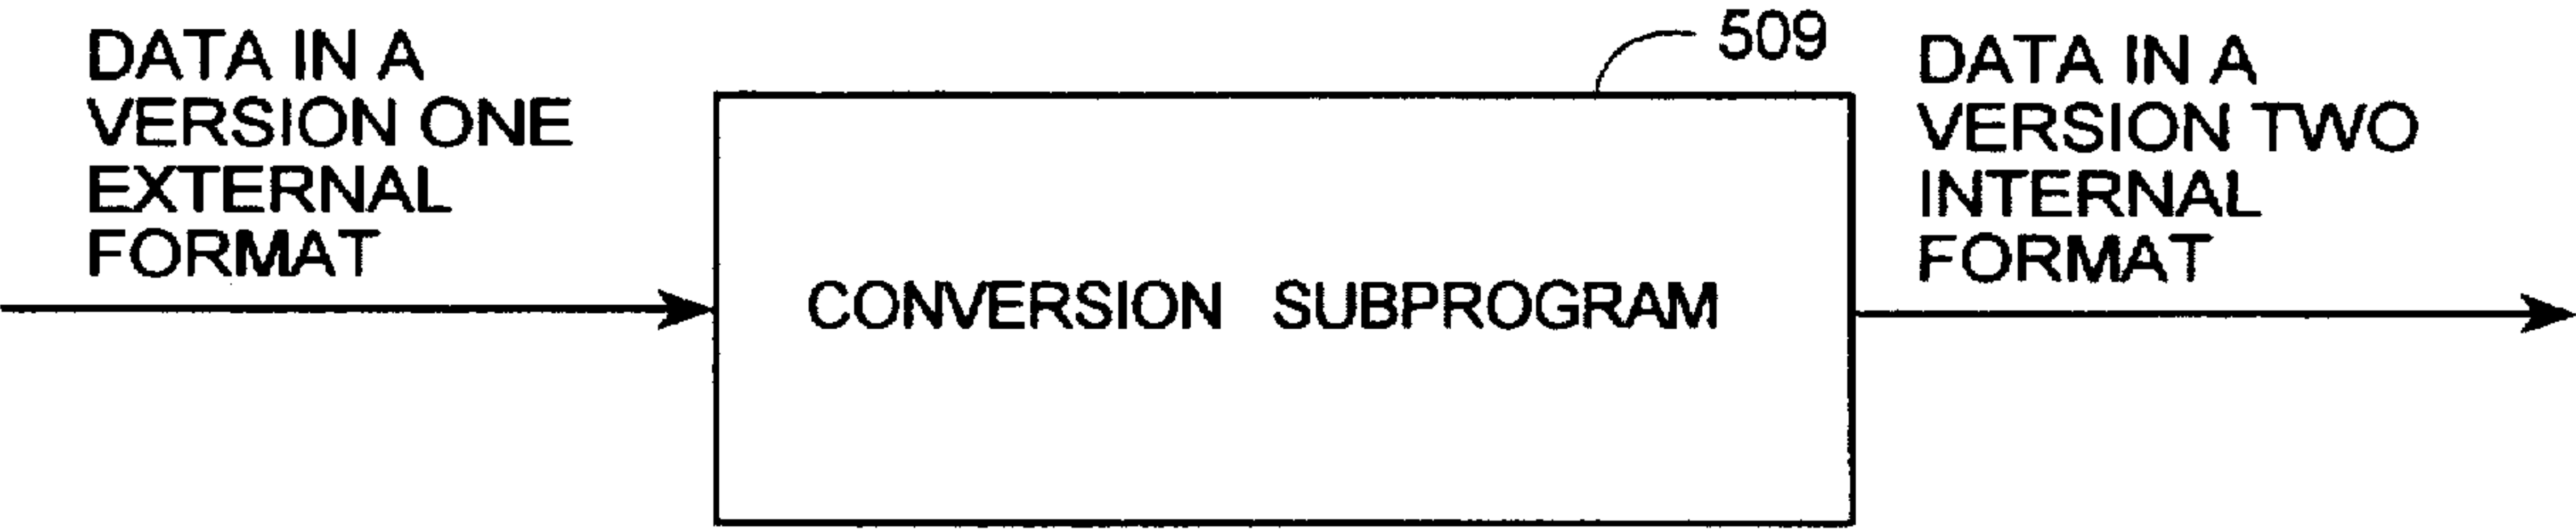 DATA IN A
VERSION ONE
EXTERNAL
FORMAT
509
CONVERSION SUBPROGRAM
DATA IN A
VERSION TWO
INTERNAL
FORMAT